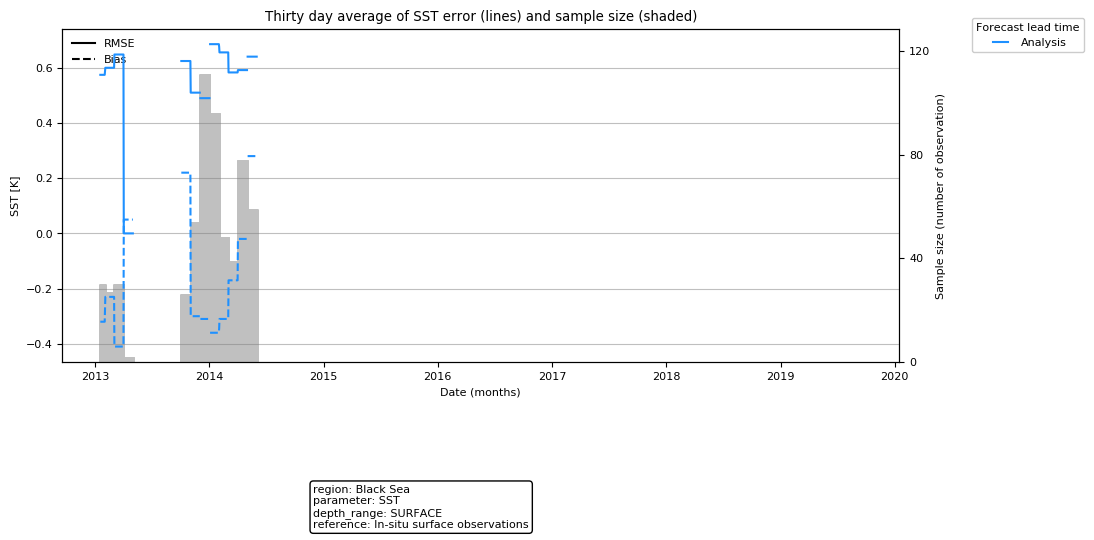 Thirty day average of SST error (lines) and sample size (shaded)
RMSE
Bias
Forecast lead time
Analysis
SST [K]
0.6
0.4
0.2
0.0
−0.2
−0.4
120
80
40
0
Sample size (number of observation)
2013 2014 2015 2016 2017 2018 2019 2020
Date (months)
region: Black Sea
parameter: SST
depth_range: SURFACE
reference: In-situ surface observations